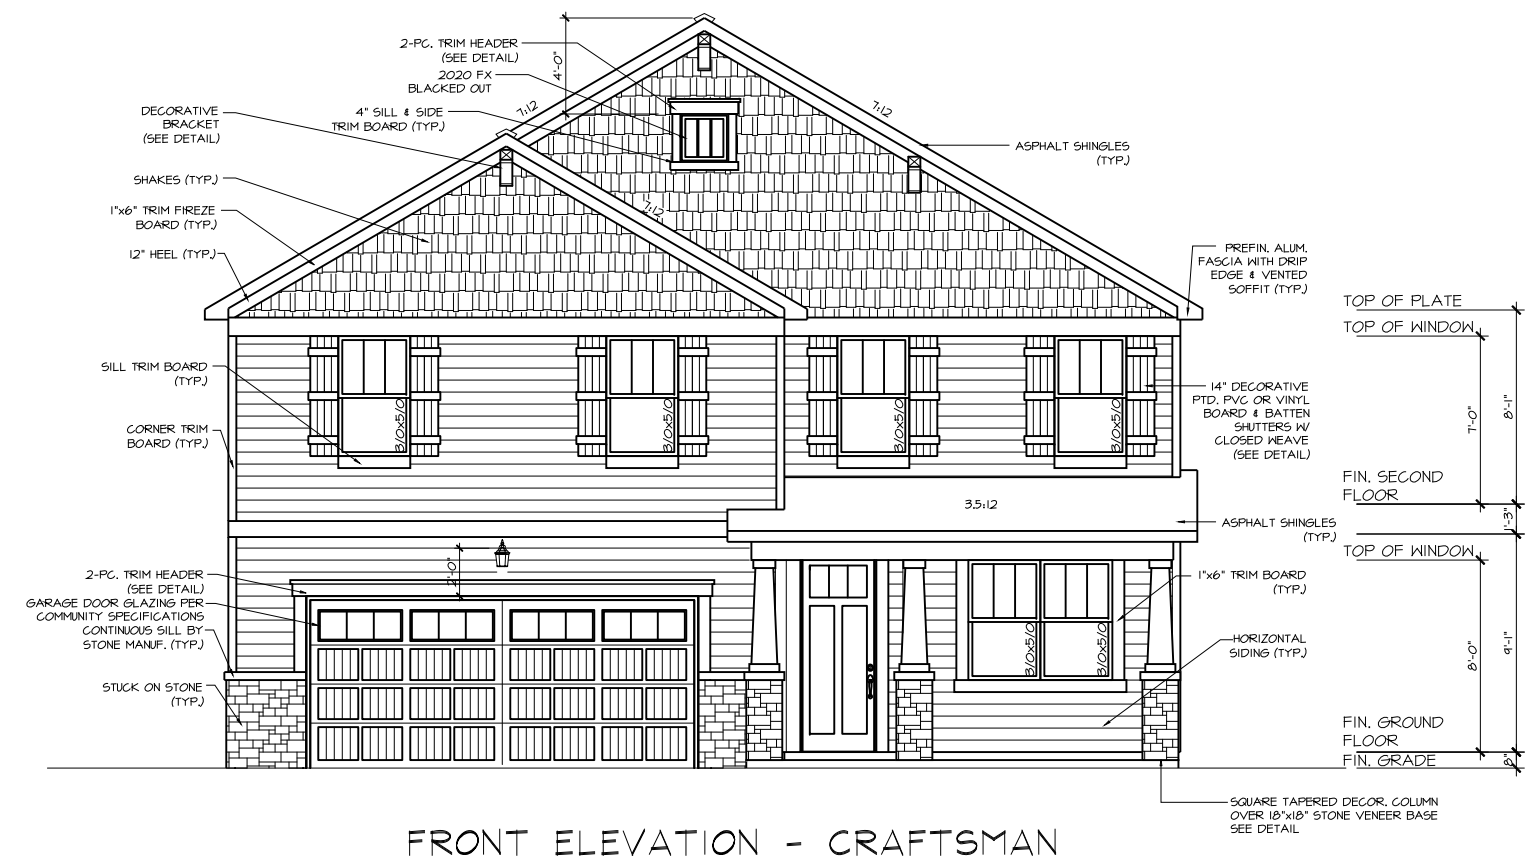 2-PC. TRIM HEADER
(SEE DETAIL)
2020 FX
BLACKED OUT
4" SILL & SIDE
TRIM BOARD (TYP.)
4'-0"
7:12
7:12
7:12
DECORATIVE
BRACKET
(SEE DETAIL)
SHAKES (TYP.)
1"x6" TRIM FIREZE
BOARD (TYP.)
12" HEEL (TYP.)
ASPHALT SHINGLES
(TYP.)
PREFIN. ALUM.
FASCIA WITH DRIP
EDGE & VENTED
SOFFIT (TYP.)
TOP OF PLATE
TOP OF WINDOW
SILL TRIM BOARD
(TYP.)
CORNER TRIM
BOARD (TYP.)
3/0x5/0
3/0x5/0
3/0x5/0
3/0x5/0
14" DECORATIVE
PTD. PVC OR VINYL
BOARD & BATTEN
SHUTTERS W/
CLOSED WEAVE
(SEE DETAIL)
7'-0"
8'-1"
FIN. SECOND
FLOOR
3.5:12
ASPHALT SHINGLES
(TYP.)
1'-3"
TOP OF WINDOW
2'-0"
2-PC. TRIM HEADER
(SEE DETAIL)
GARAGE DOOR GLAZING PER
COMMUNITY SPECIFICATIONS
CONTINUOUS SILL BY
STONE MANUF. (TYP.)
STUCK ON STONE
(TYP.)
1"x6" TRIM BOARD
(TYP.)
HORIZONTAL
SIDING (TYP.)
3/0x5/0
3/0x5/0
8'-0"
9'-1"
FIN. GROUND
FLOOR
FIN. GRADE
8"
SQUARE TAPERED DECOR. COLUMN
OVER 18"x18" STONE VENEER BASE
SEE DETAIL
FRONT ELEVATION - CRAFTSMAN